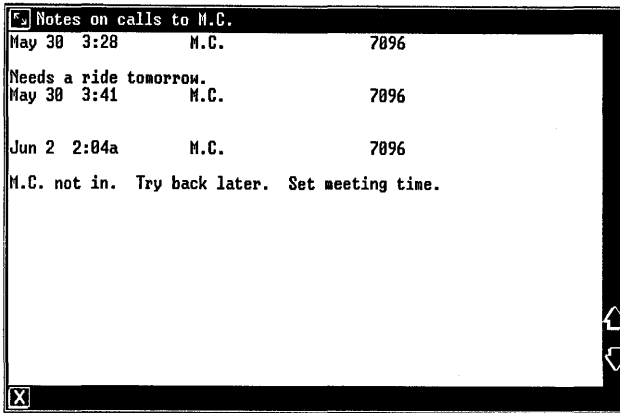 Notes on calls to M.C.
May 30 3:28 M.C. 7096
Needs a ride tomorrow.
May 30 3:41 M.C. 7096
Jun 2 2:04a M.C. 7096
M.C. not in. Try back later. Set meeting time.
X